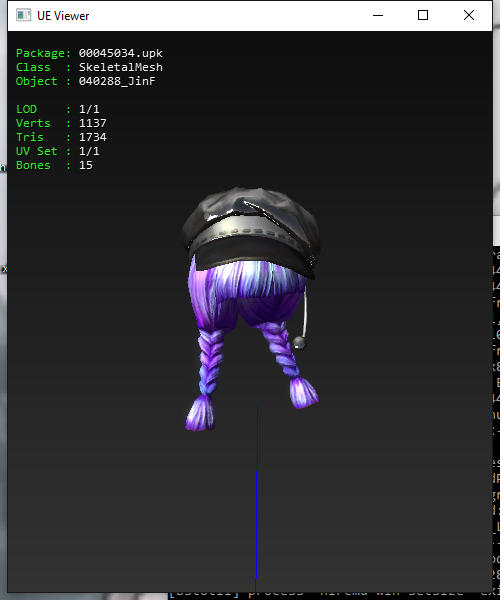 UE Viewer
Package: 00045034.upk
Class : SkeletalMesh
Object : 040288_JinF
LOD : 1/1
Verts : 1137
Tris : 1734
UV Set : 1/1
Bones : 15